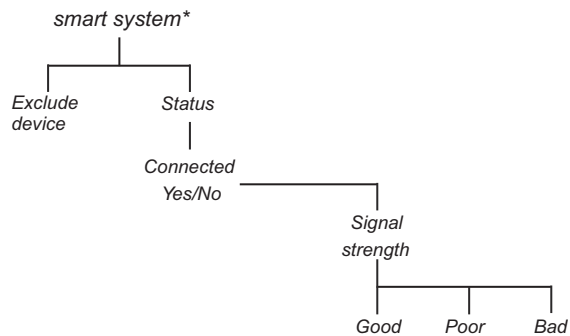 smart system*
Exclude
device
Status
Connected
Yes/No
Signal
strength
Good
Poor
Bad